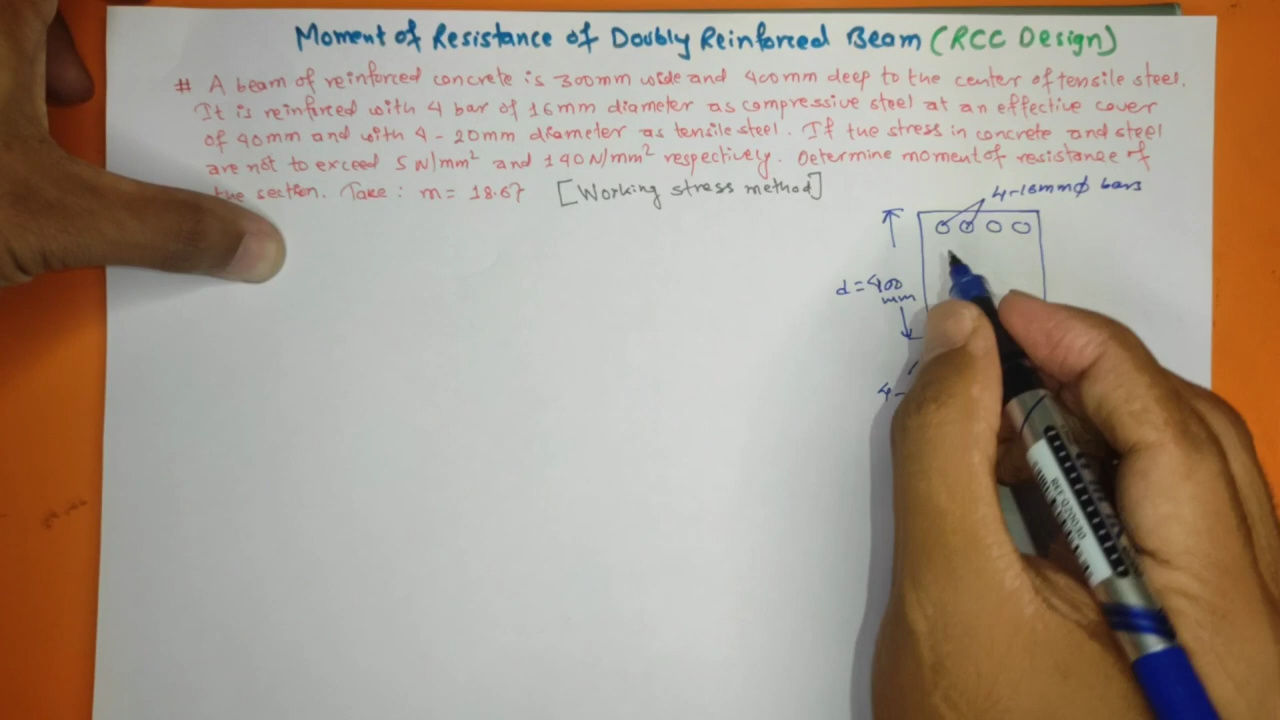 Moment of Resistance of Doubly Reinforced Beam (RCC Design)
# A beam of reinforced concrete is 300mm wide and 400mm deep to the center of tensile steel.
It is reinforced with 4 bar of 16mm diameter as compressive steel at an effective cover
of 40mm and with 4-20mm diameter as tensile steel. If the stress in concrete and steel
are not to exceed 5 N/mm² and 140 N/mm² respectively. Determine moment of resistance of
the section. Take: m = 18.67 [Working stress method]
4-16mmϕ bars
d=400
mm
4-